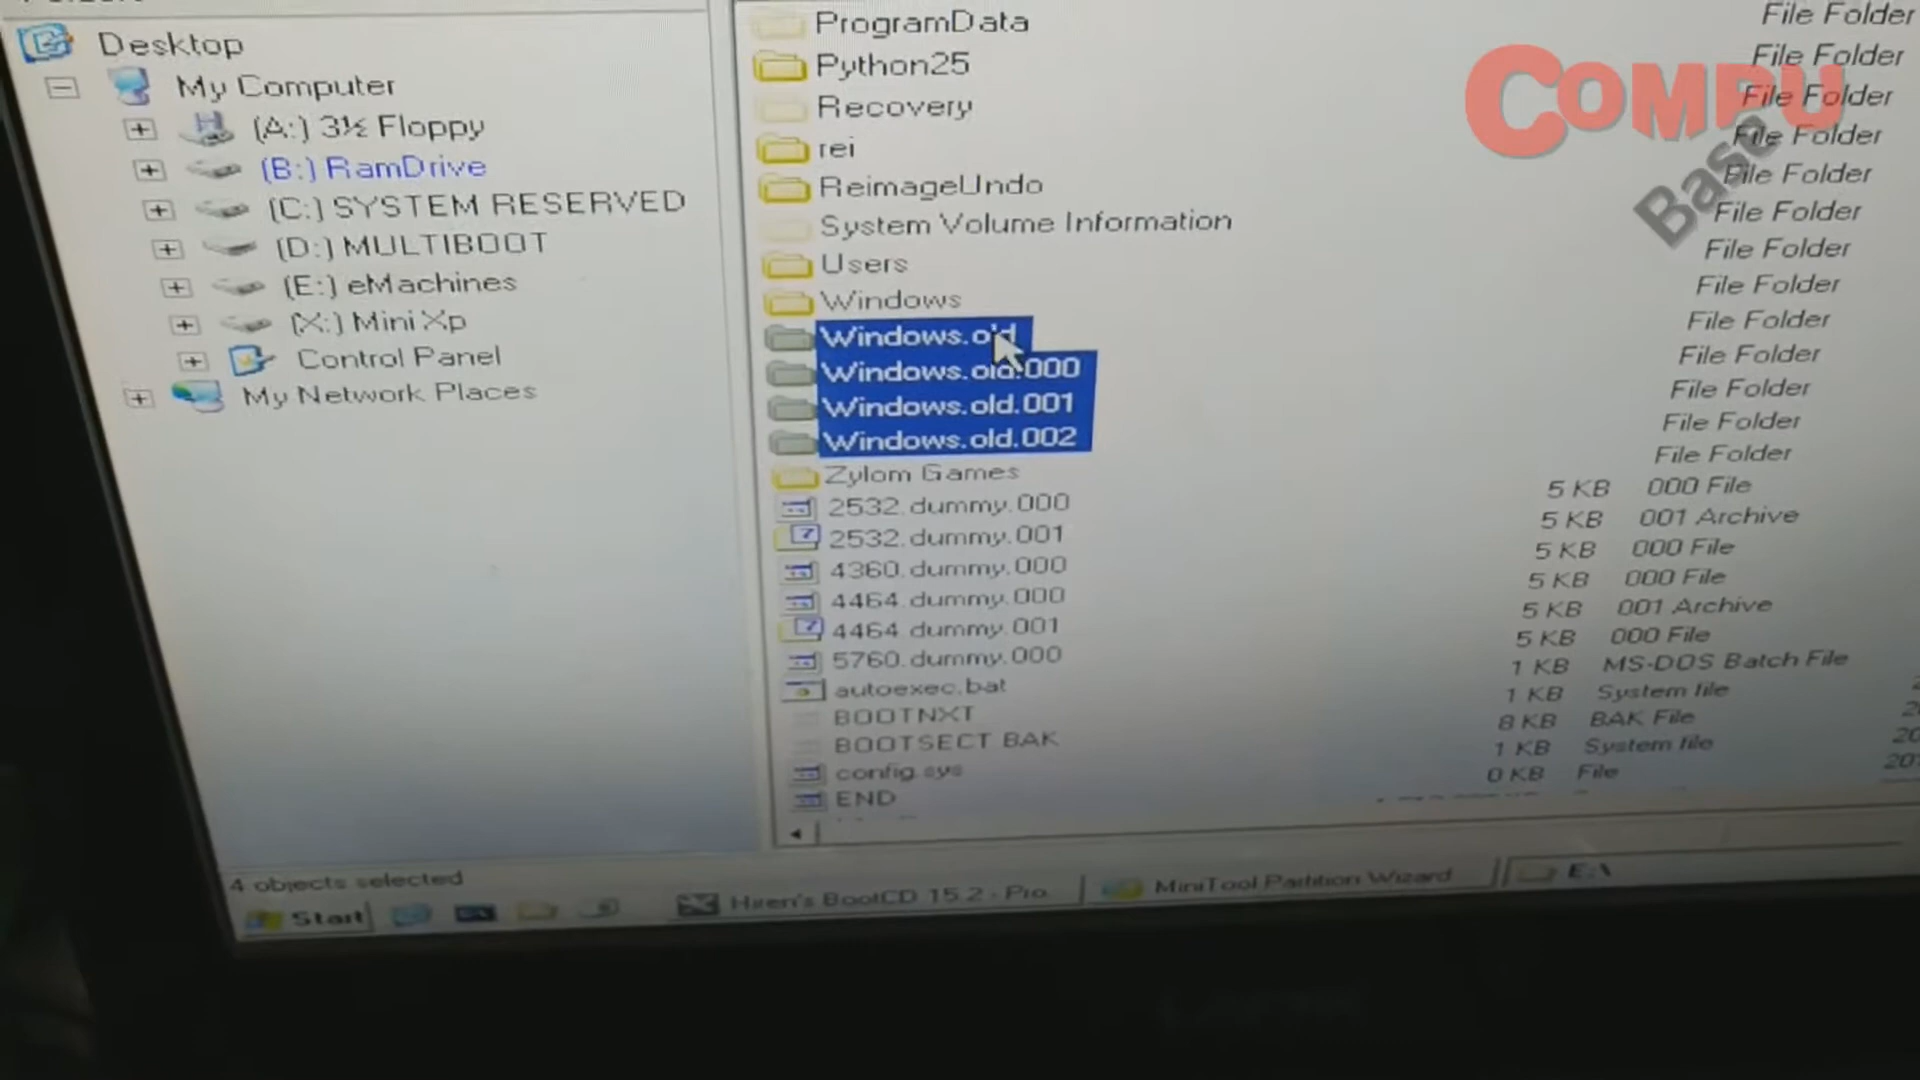 Desktop
My Computer
(A:) 3½ Floppy
(B:) RamDrive
(C:) SYSTEM RESERVED
(D:) MULTIBOOT
(E:) eMachines
(X:) Mini Xp
Control Panel
My Network Places
ProgramData File Folder
Python25 File Folder
Recovery File Folder
rei File Folder
ReimageUndo File Folder
System Volume Information File Folder
Users File Folder
Windows File Folder
Windows.old File Folder
Windows.old.000 File Folder
Windows.old.001 File Folder
Windows.old.002 File Folder
Zylom Games File Folder
2532.dummy.000 5 KB 000 File
2532.dummy.001 5 KB 001 Archive
4360.dummy.000 5 KB 000 File
4464.dummy.000 5 KB 000 File
4464.dummy.001 5 KB 001 Archive
5760.dummy.000 5 KB 000 File
autoexec.bat 1 KB MS-DOS Batch File
BOOTNXT 1 KB System file
BOOTSECT.BAK 8 KB BAK File
config.sys 1 KB System file
END 0 KB File
4 objects selected
Start
Hiren's BootCD 15.2 - Pro...
MiniTool Partition Wizard
E:\
COMPU
Base